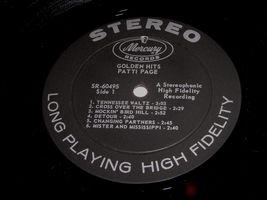 STEREO
Mercury
RECORDS
GOLDEN HITS
PATTI PAGE
SR-60495
Side 1
A Stereophonic
High Fidelity
Recording
1. TENNESSEE WALTZ - 2:03
2. CROSS OVER THE BRIDGE - 2:29
3. MOCKIN' BIRD HILL - 2:52
4. DETOUR - 2:40
5. CHANGING PARTNERS - 2:45
6. MISTER AND MISSISSIPPI - 2:40
LONG PLAYING HIGH FIDELITY